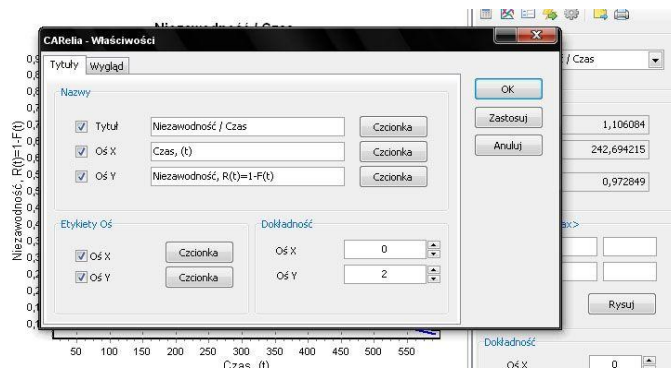 Niezawodność / Czas
CARelia - Właściwości
Tytuły Wygląd
Nazwy
Tytuł Niezawodność / Czas Czcionka
Oś X Czas, (t) Czcionka
Oś Y Niezawodność, R(t)=1-F(t) Czcionka
Etykiety Oś
Oś X Czcionka
Oś Y Czcionka
Dokładność
Oś X 0
Oś Y 2
OK
Zastosuj
Anuluj
/ Czas
1,106084
242,694215
0,972849
ax>
Rysuj
Dokładność
Oś X 0
Niezawodność, R(t)=1-F(t)
50 100 150 200 250 300 350 400 450 500 550
Czas, (t)